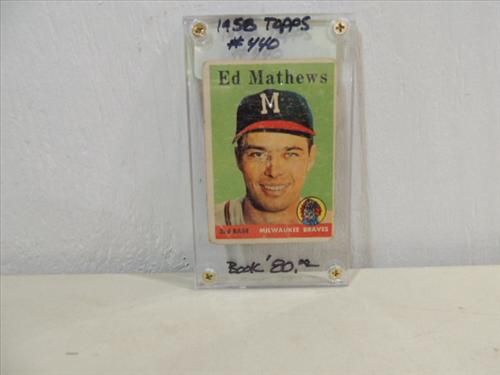 1958 TOPPS
# 440
Ed Mathews
M
3rd BASE MILWAUKEE BRAVES
BOOK '80.00